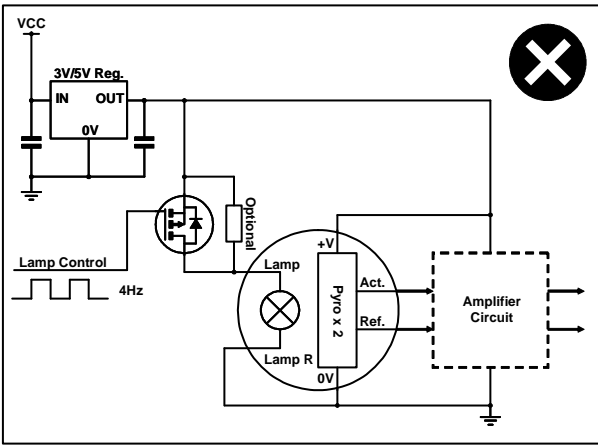 VCC
3V/5V Reg.
IN OUT
0V
Optional
Lamp Control
4Hz
Lamp
+V
Pyro x 2
Act.
Ref.
Lamp R
0V
Amplifier
Circuit